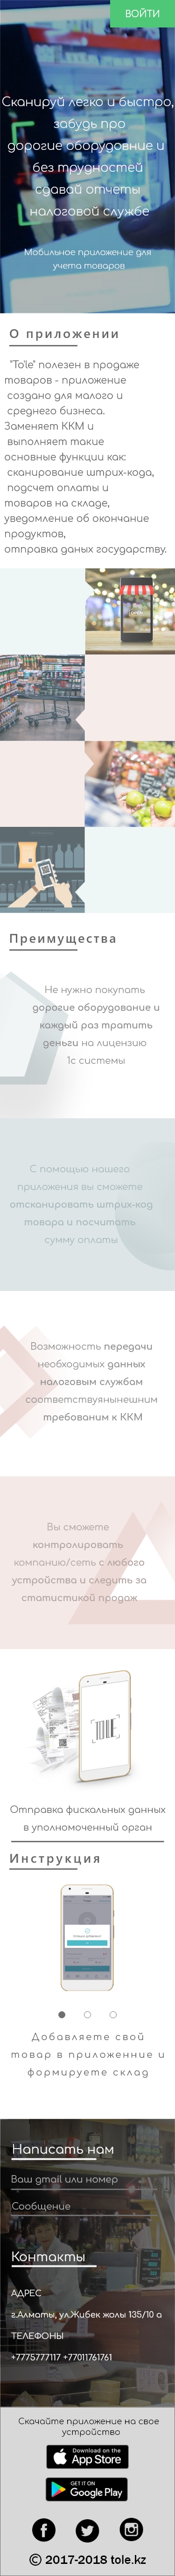 ВОЙТИ
Сканируй легко и быстро,
забудь про
дорогие оборудовние и
без трудностей
сдавай отчеты
налоговой службе
Мобильное приложение для
учета товаров
О приложении
"Tolle" полезен в продаже
товаров - приложение
создано для малого и
среднего бизнеса.
Заменяет ККМ и
выполняет такие
основные функции как:
сканирование штрих-кода,
подсчет оплаты и
товаров на складе,
уведомление об окончание
продуктов,
отправка даных государству.
Преимущества
Не нужно покупать
дорогие оборудование и
каждый раз тратить
деньги на лицензию
1с системы
С помощью нашего
приложения вы сможете
отсканировать штрих-код
товара и посчитать
сумму оплаты
Возможность передачи
необходимых данных
налоговым службам
саответствуянынешним
требованим к ККМ
Вы сможете
контролировать
компанию/сеть с любого
устройства и следить за
статистикой продаж
TOLE
Отправка фискальных данных
в уполномоченный орган
Инструкция
Добавляете свой
товар в приложенние и
формируете склад
Написать нам
Ваш gmail или номер
Сообщение
Контакты
АДРЕС
г.Алматы, ул.Жибек жолы 135/10 а
ТЕЛЕФОНЫ
+7775777117 +77011761761
Скачайте приложение на свое
устройство
Download on the
App Store
GET IT ON
Google Play
© 2017-2018 tole.kz